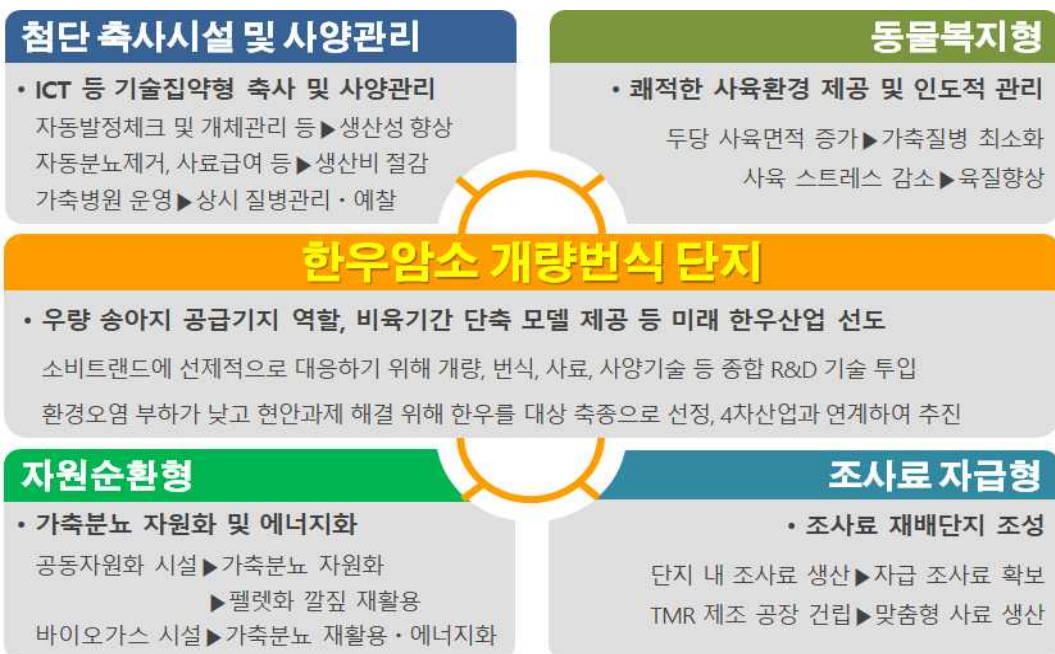 첨단 축사시설 및 사양관리
• ICT 등 기술집약형 축사 및 사양관리
자동발정체크 및 개체관리 등▶생산성 향상
자동분뇨제거, 사료급여 등▶생산비 절감
가축병원 운영▶상시 질병관리・예찰
동물복지형
• 쾌적한 사육환경 제공 및 인도적 관리
두당 사육면적 증가▶가축질병 최소화
사육 스트레스 감소▶육질향상
한우암소 개량번식 단지
• 우량 송아지 공급기지 역할, 비육기간 단축 모델 제공 등 미래 한우산업 선도
소비트랜드에 선제적으로 대응하기 위해 개량, 번식, 사료, 사양기술 등 종합 R&D 기술 투입
환경오염 부하가 낮고 현안과제 해결 위해 한우를 대상 축종으로 선정, 4차산업과 연계하여 추진
자원순환형
• 가축분뇨 자원화 및 에너지화
공동자원화 시설▶가축분뇨 자원화
▶펠렛화 깔짚 재활용
바이오가스 시설▶가축분뇨 재활용・에너지화
조사료 자급형
• 조사료 재배단지 조성
단지 내 조사료 생산▶자급 조사료 확보
TMR 제조 공장 건립▶맞춤형 사료 생산